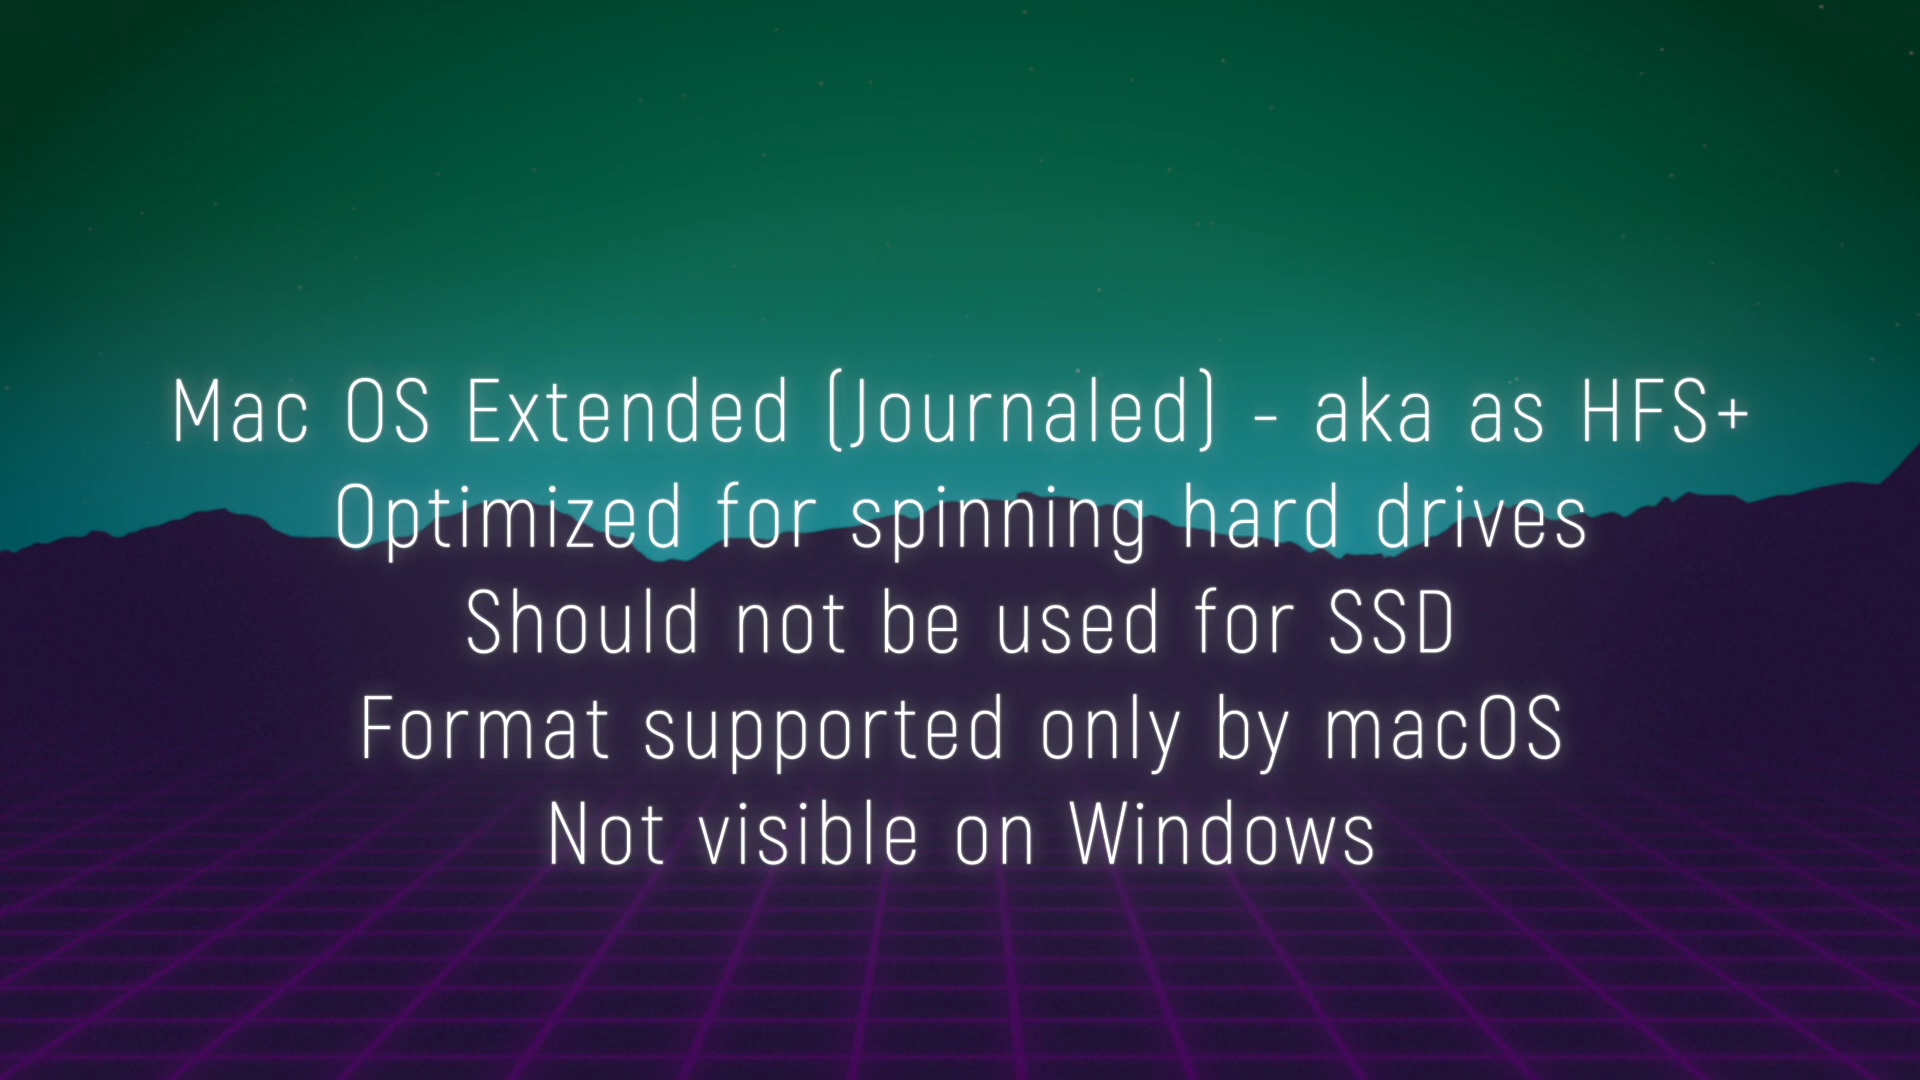 Mac OS Extended (Journaled) - aka as HFS+
Optimized for spinning hard drives
Should not be used for SSD
Format supported only by macOS
Not visible on Windows